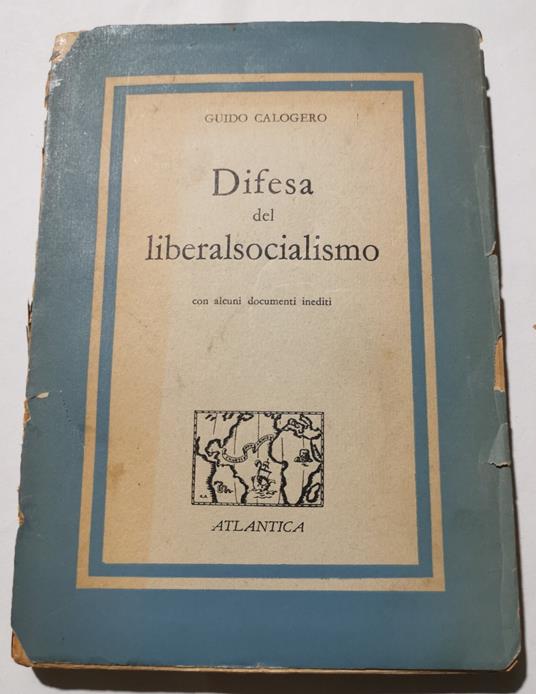 GUIDO CALOGERO
Difesa
del
liberalsocialismo
con alcuni documenti inediti
ATLANTICA